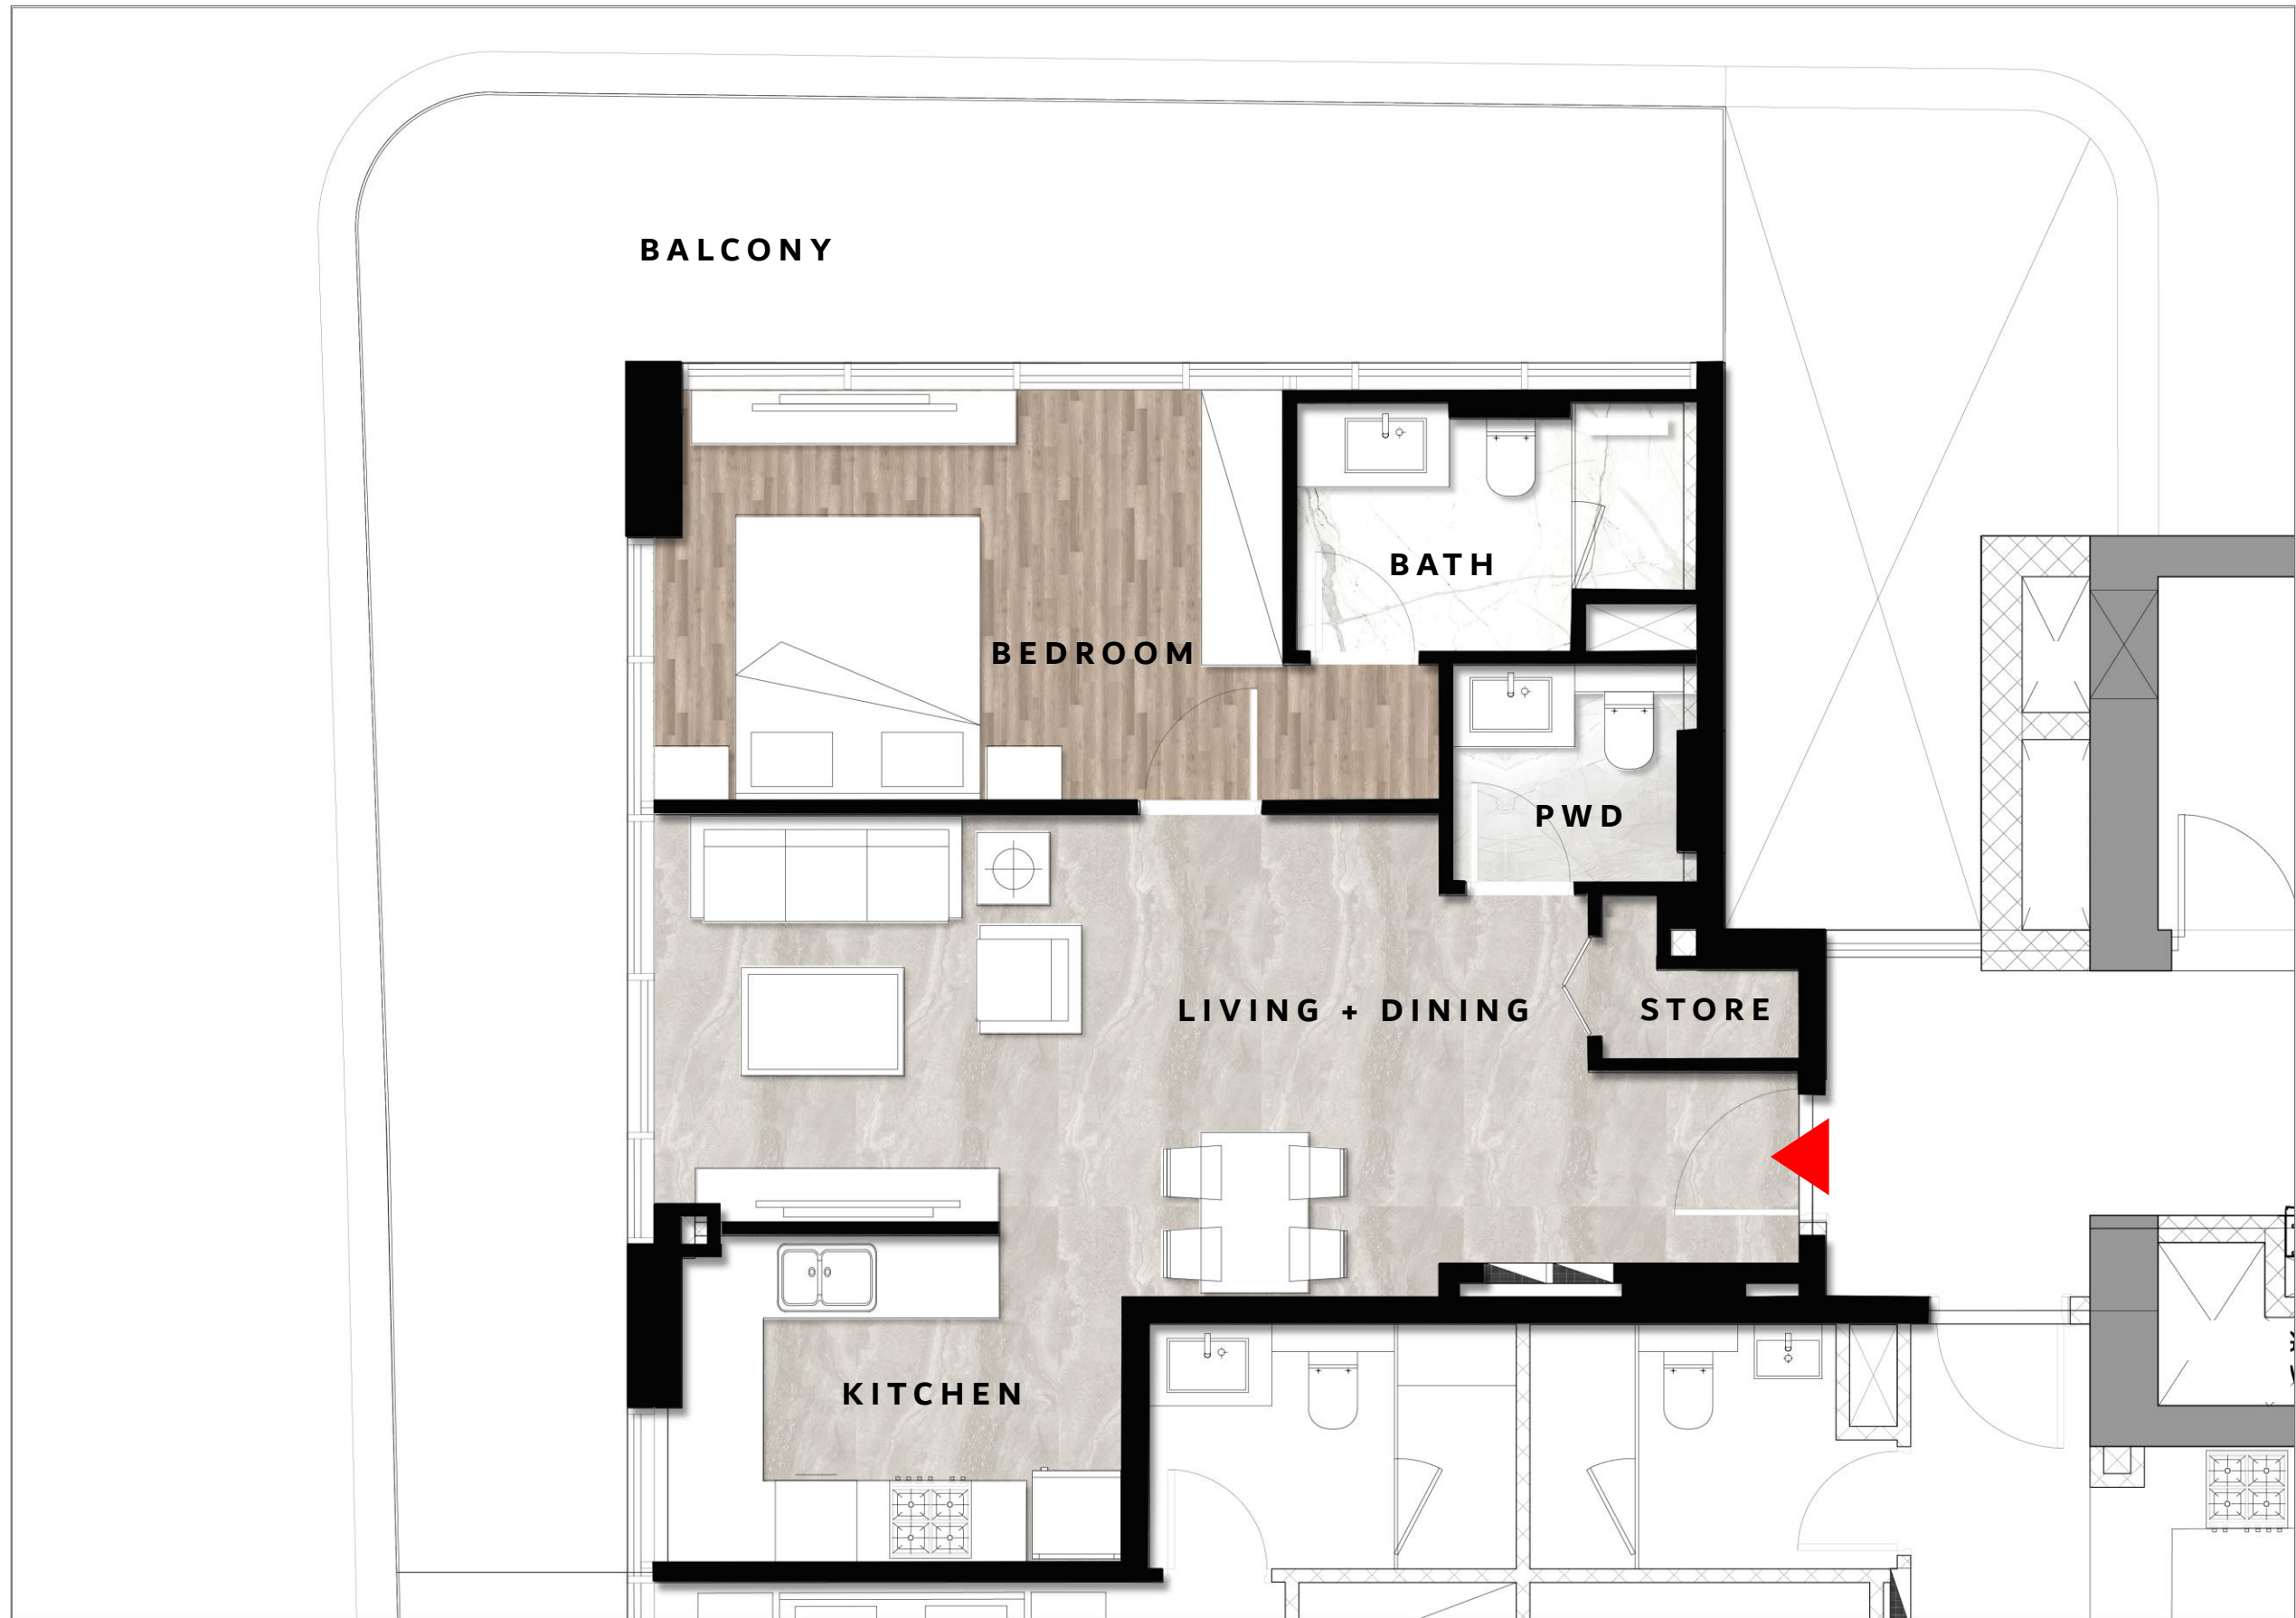 BALCONY
BATH
BEDROOM
PWD
LIVING + DINING
STORE
KITCHEN